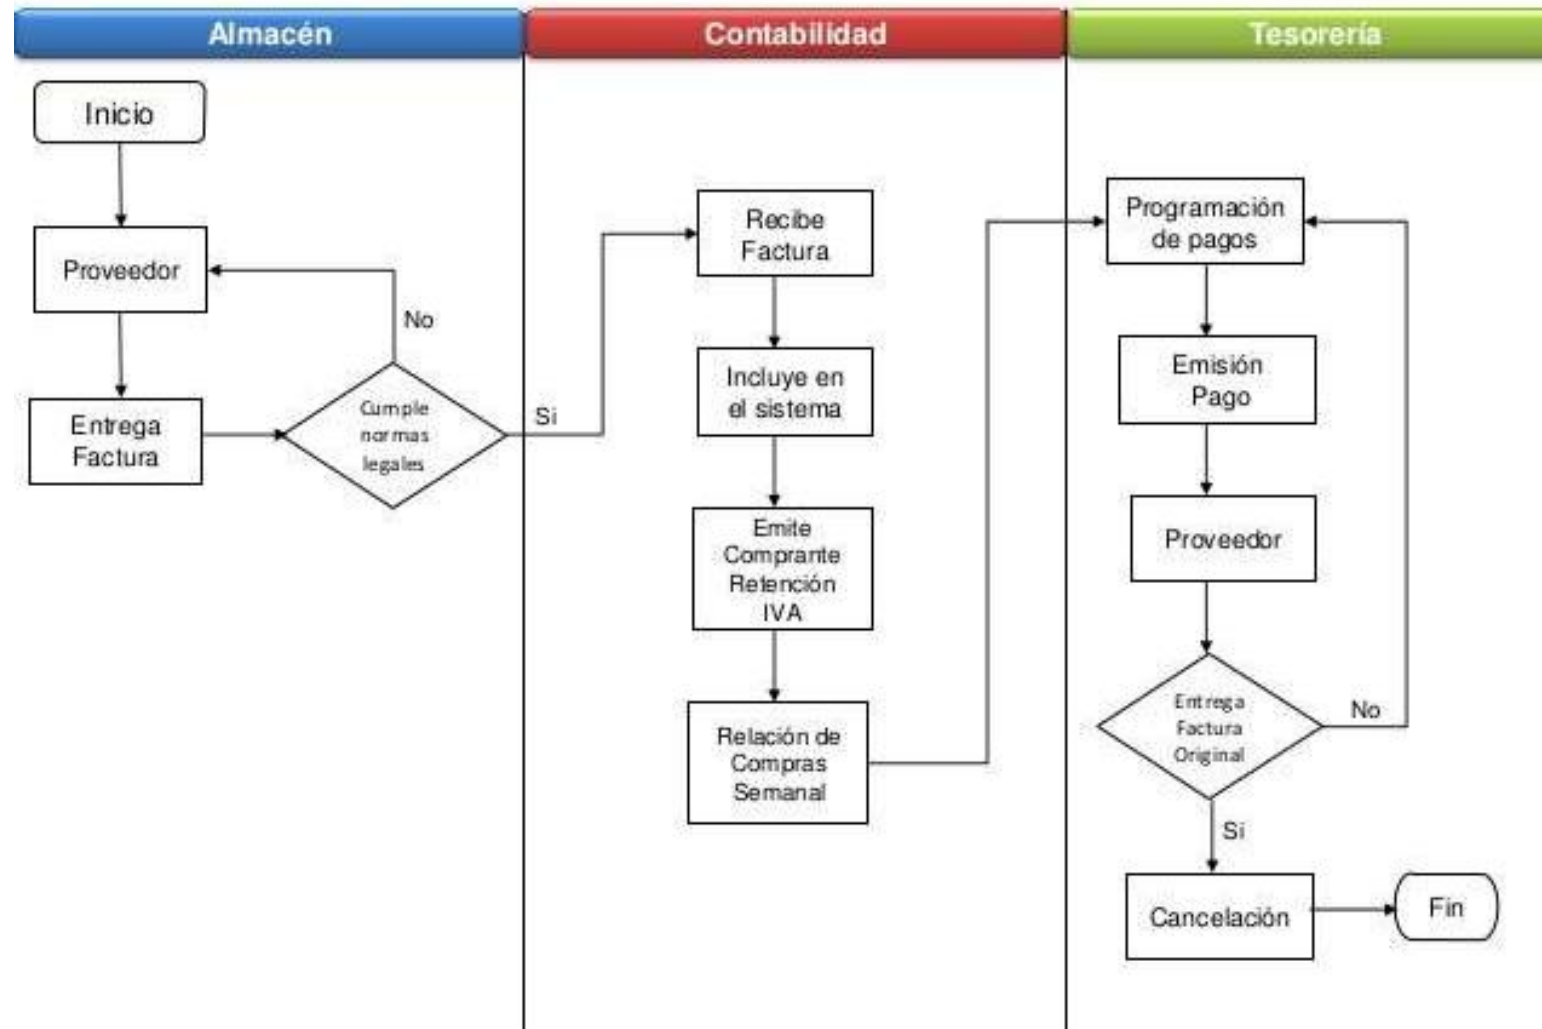 Almacén
Contabilidad
Tesorería
Inicio
Proveedor
No
Entrega
Factura
Cumple
normas
legales
Si
Recibe
Factura
Incluye en
el sistema
Emite
Comprante
Retención
IVA
Relación de
Compras
Semanal
Programación
de pagos
Emisión
Pago
Proveedor
Entrega
Factura
Original
No
Si
Cancelación
Fin